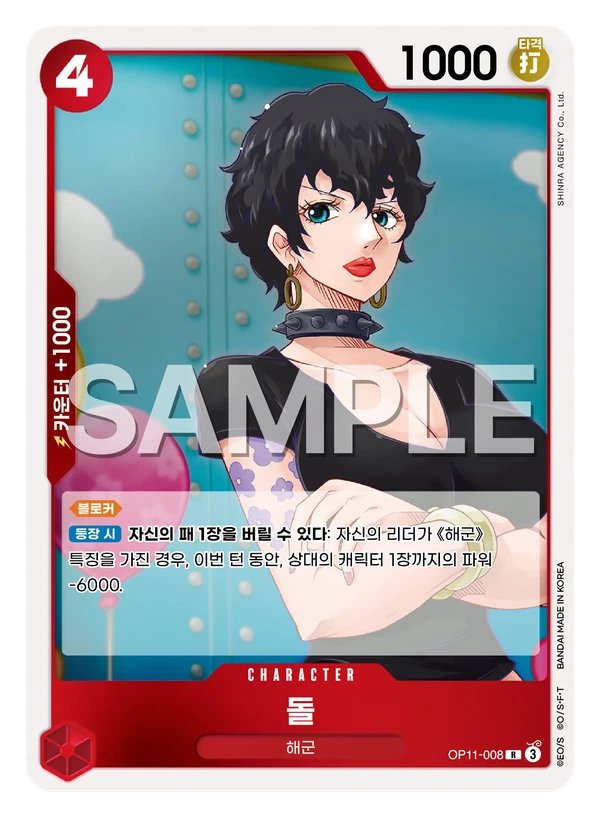 4
1000
타격
打
SHINRA AGENCY Co., Ltd.
카운터 +1000
SAMPLE
블로커
등장 시 자신의 패 1장을 버릴 수 있다: 자신의 리더가 《해군》
특징을 가진 경우, 이번 턴 동안, 상대의 캐릭터 1장까지의 파워
-6000.
CHARACTER
돌
해군
OP11-008 R 3
©EO/S ©O/S·F·T BANDAI MADE IN KOREA